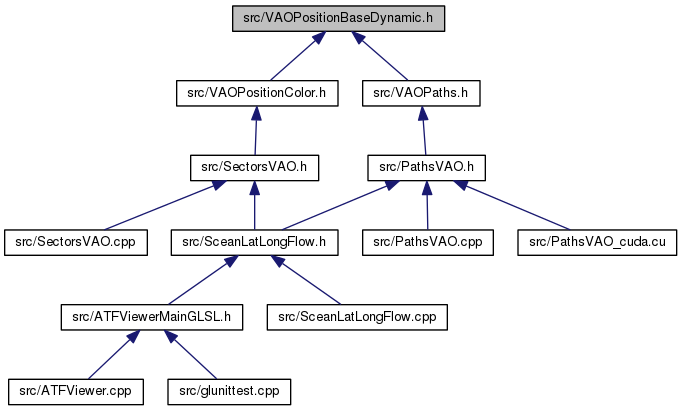 src/VAOPositionBaseDynamic.h
src/VAOPositionColor.h
src/VAOPaths.h
src/SectorsVAO.h
src/PathsVAO.h
src/SectorsVAO.cpp
src/SceanLatLongFlow.h
src/PathsVAO.cpp
src/PathsVAO_cuda.cu
src/ATFViewerMainGLSL.h
src/SceanLatLongFlow.cpp
src/ATFViewer.cpp
src/glunittest.cpp